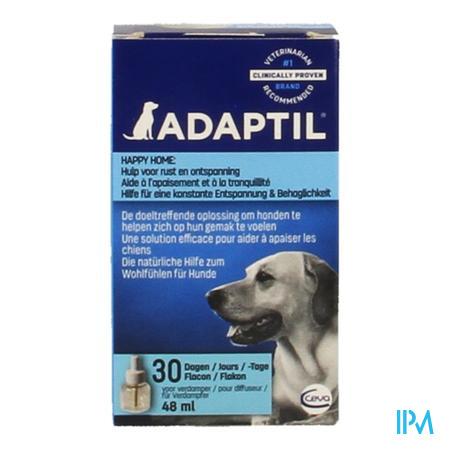 VETERINARIAN
#1
CLINICALLY PROVEN
BRAND
RECOMMENDED
ADAPTIL®
HAPPY HOME:
Hulp voor rust en ontspanning
Aide à l'apaisement et à la tranquillité
Hilfe für eine konstante Entspannung & Behaglichkeit
De doeltreffende oplossing om honden te
helpen zich op hun gemak te voelen
Une solution efficace pour aider à apaiser les
chiens
Die natürliche Hilfe zum
Wohlfühlen für Hunde
30 Dagen / Jours / -Tage
Flacon / Flakon
voor verdamper / pour diffuseur /
für Verdampfer
48 ml
Ceva
IPM